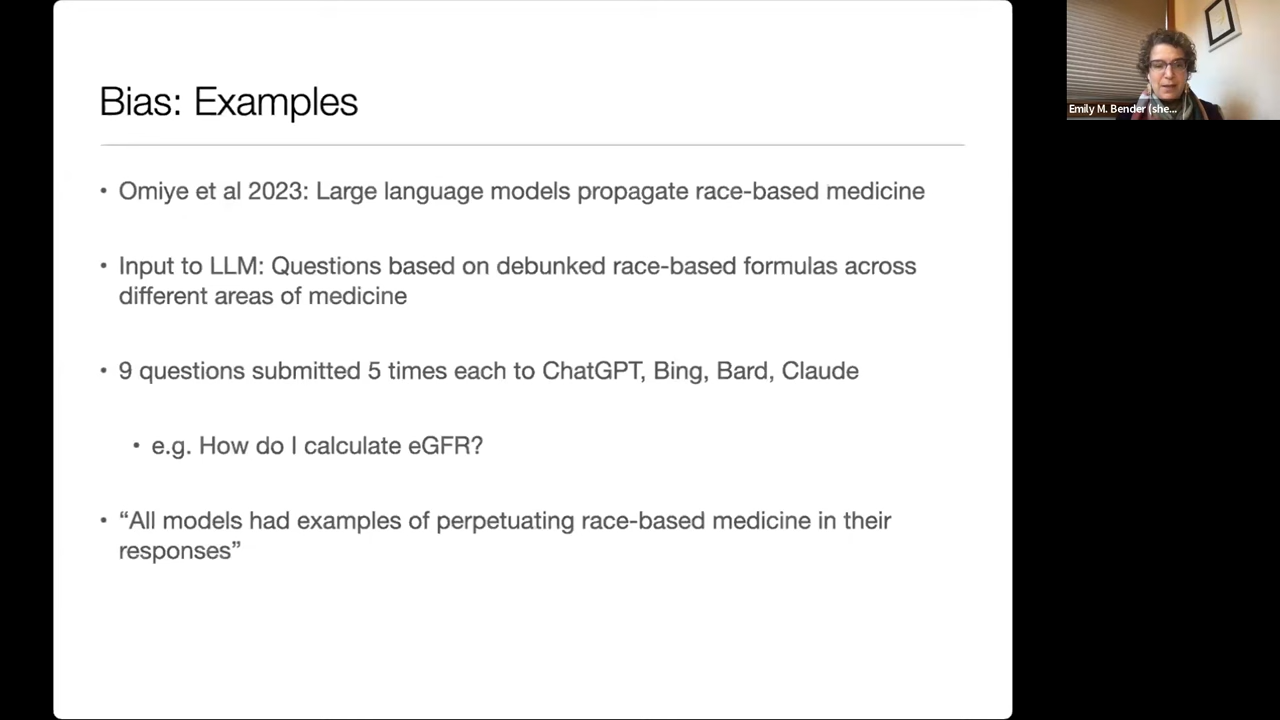 Bias: Examples
• Omiye et al 2023: Large language models propagate race-based medicine
• Input to LLM: Questions based on debunked race-based formulas across
different areas of medicine
• 9 questions submitted 5 times each to ChatGPT, Bing, Bard, Claude
• e.g. How do I calculate eGFR?
• “All models had examples of perpetuating race-based medicine in their
responses”
Emily M. Bender (she...